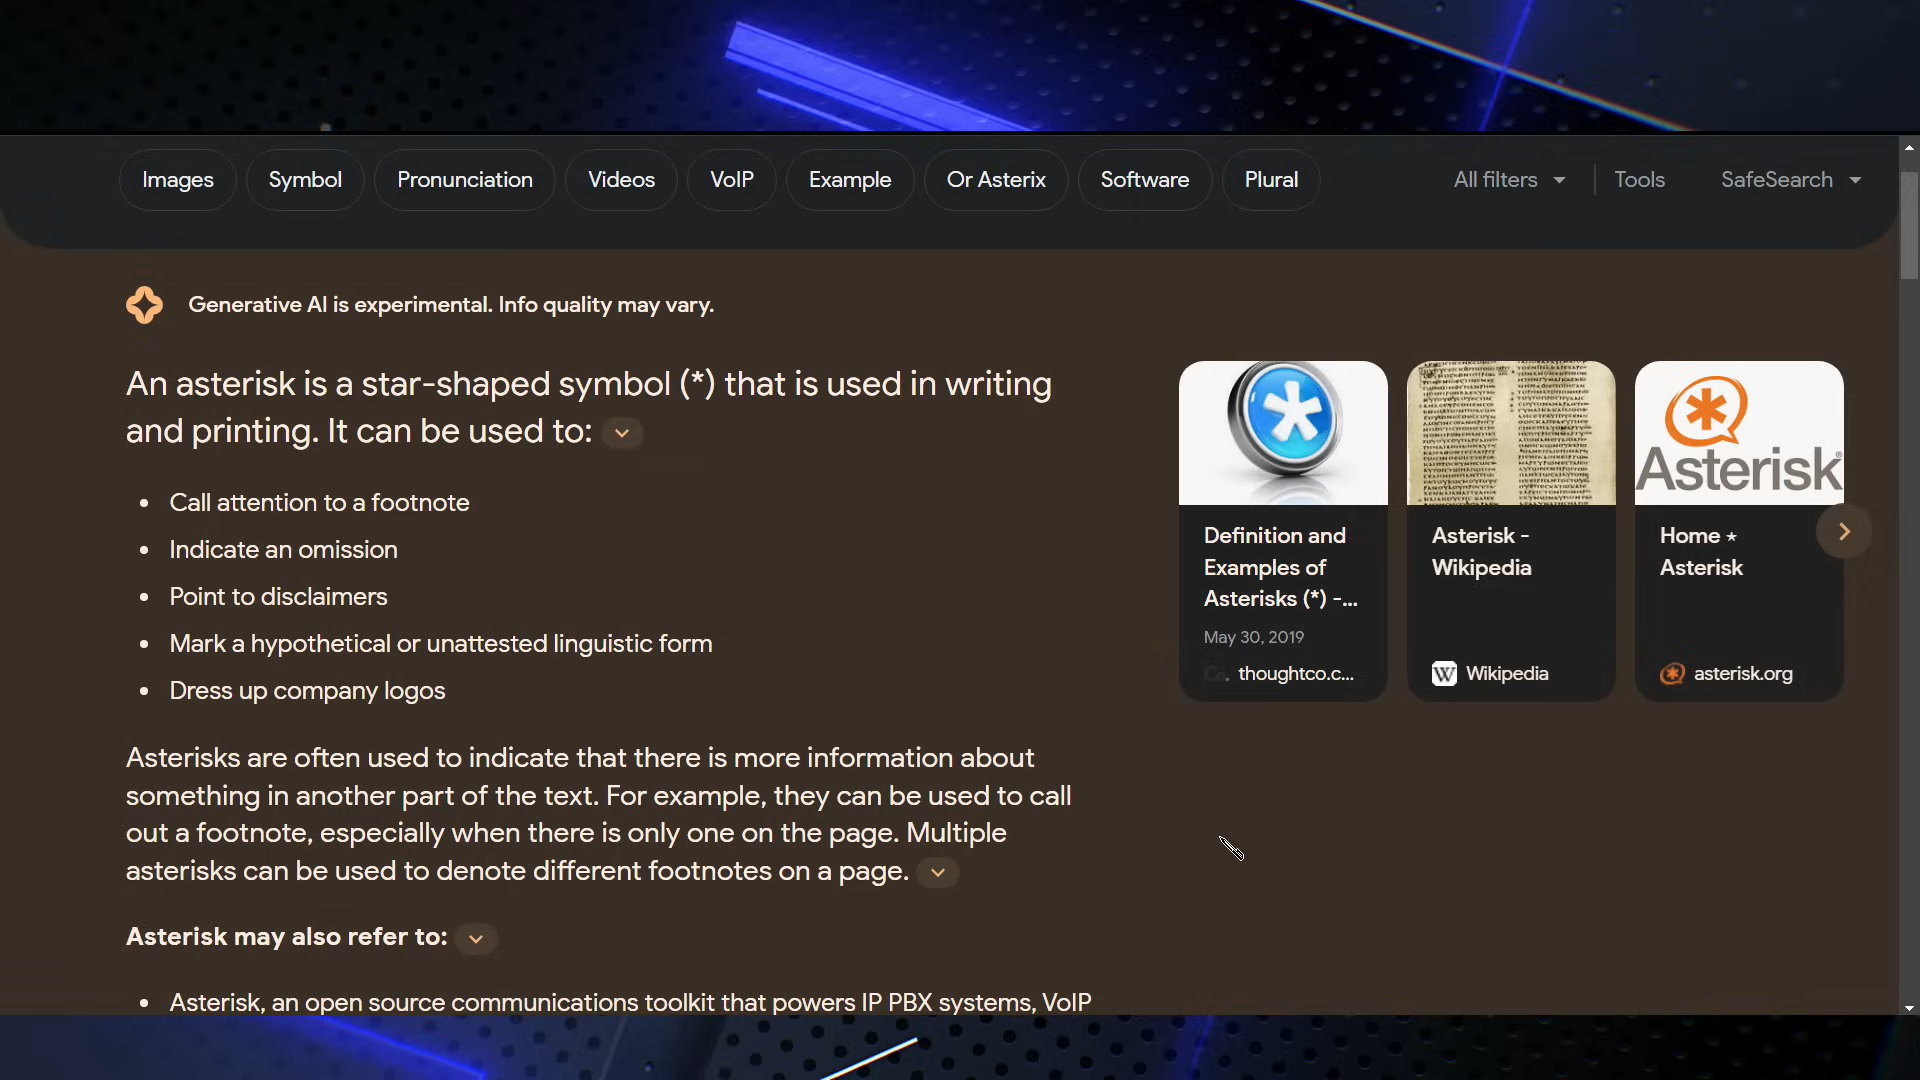 Images Symbol Pronunciation Videos VoIP Example Or Asterix Software Plural All filters Tools SafeSearch
Generative AI is experimental. Info quality may vary.
An asterisk is a star-shaped symbol (*) that is used in writing
and printing. It can be used to:
• Call attention to a footnote
• Indicate an omission
• Point to disclaimers
• Mark a hypothetical or unattested linguistic form
• Dress up company logos
Asterisks are often used to indicate that there is more information about
something in another part of the text. For example, they can be used to call
out a footnote, especially when there is only one on the page. Multiple
asterisks can be used to denote different footnotes on a page.
Asterisk may also refer to:
• Asterisk, an open source communications toolkit that powers IP PBX systems, VoIP
Definition and
Examples of
Asterisks (*) -...
May 30, 2019
thoughtco.c...
Asterisk -
Wikipedia
W Wikipedia
Asterisk®
Home ⋆
Asterisk
asterisk.org